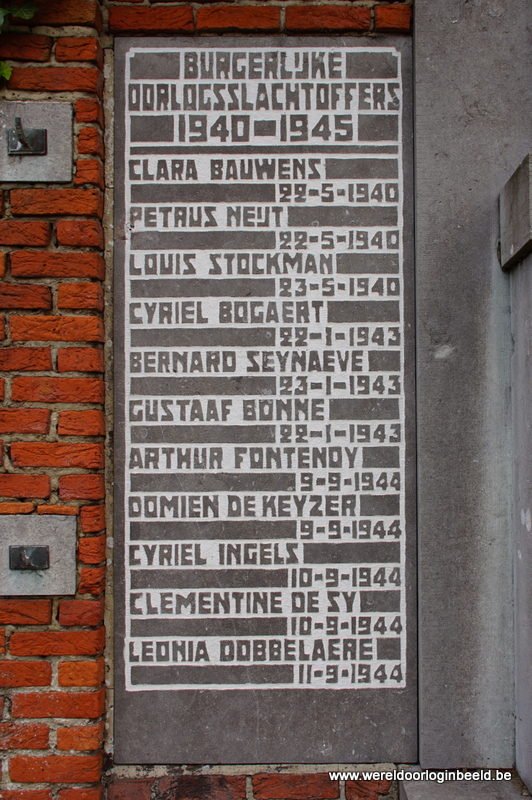 BURGERLIJKE
OORLOGSSLACHTOFFERS
1940-1945
CLARA BAUWENS
22-5-1940
PETRUS NEIJT
22-5-1940
LOUIS STOCKMAN
23-5-1940
CYRIEL BOGAERT
22-1-1943
BERNARD SEYNAEVE
23-1-1943
GUSTAAF BONNE
22-1-1943
ARTHUR FONTENOY
9-9-1944
DOMIEN DE KEYZER
9-9-1944
CYRIEL INGELS
10-9-1944
CLEMENTINE DE SY
10-9-1944
LEONIA DOBBELAERE
11-9-1944
www.wereldoorloginbeeld.be